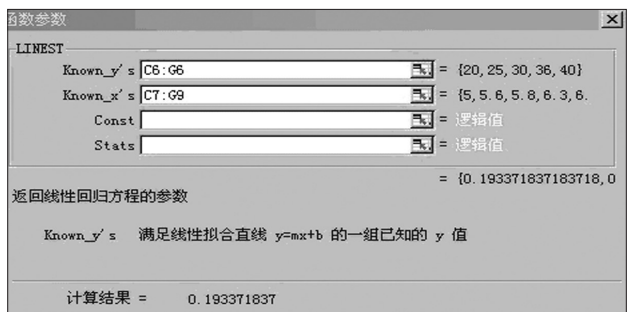 函数参数
LINEST
Known_y's C6:G6 = {20,25,30,36,40}
Known_x's C7:G9 = {5,5.6,5.8,6.3,6.
Const = 逻辑值
Stats = 逻辑值
= {0.193371837183718,0
返回线性回归方程的参数
Known_y's 满足线性拟合直线 y=mx+b 的一组已知的 y 值
计算结果 = 0.193371837